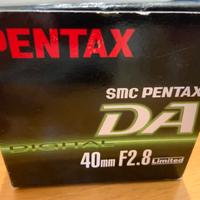 PENTAX
smc PENTAX
DA
DIGITAL
40mm F2.8 Limited